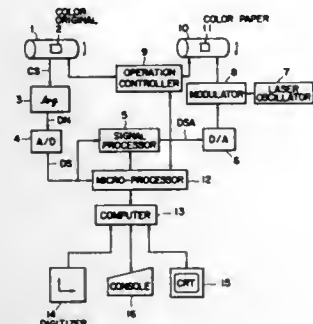 COLOR ORIGINAL
1
2
COLOR PAPER
10
11
CS
9
OPERATION CONTROLLER
8
MODULATOR
7
LASER OSCILLATOR
3
log
DN
4
A/D
DS
5
SIGNAL PROCESSOR
DSA
D/A
6
MICRO-PROCESSOR
12
COMPUTER
13
14
DIGITIZER
CONSOLE
16
CRT
15